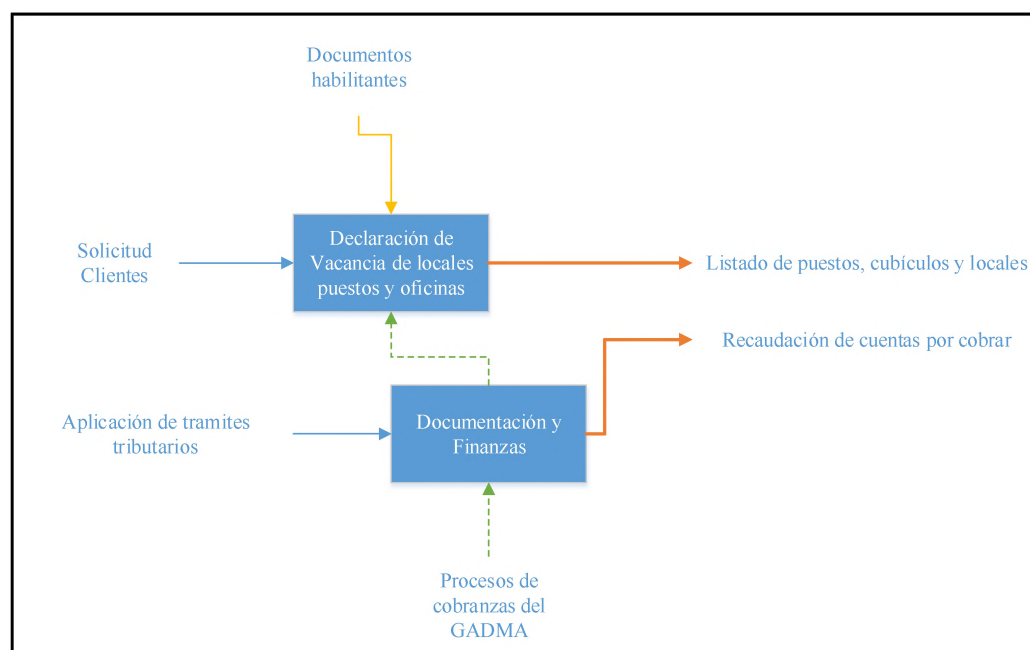 Documentos
habilitantes
Solicitud
Clientes
Declaración de
Vacancia de locales
puestos y oficinas
Listado de puestos, cubículos y locales
Recaudación de cuentas por cobrar
Aplicación de tramites
tributarios
Documentación y
Finanzas
Procesos de
cobranzas del
GADMA